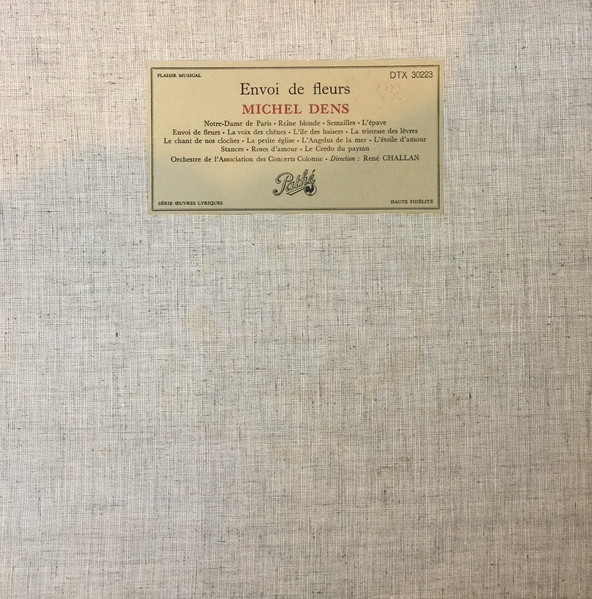 PLAISIR MUSICAL
DTX 30223
Envoi de fleurs
MICHEL DENS
Notre-Dame de Paris • Reine blonde • Semailles • L'épave
Envoi de fleurs • La voix des chênes • L'île des baisers • La tristesse des lèvres
Le chant de nos cloches • La petite église • L'Angelus de la mer • L'étoile d'amour
Stances • Roses d'amour • Le Credo du paysan
Orchestre de l'Association des Concerts Colonne • Direction : René CHALLAN
Pathé
SÉRIE ŒUVRES LYRIQUES
HAUTE FIDÉLITÉ